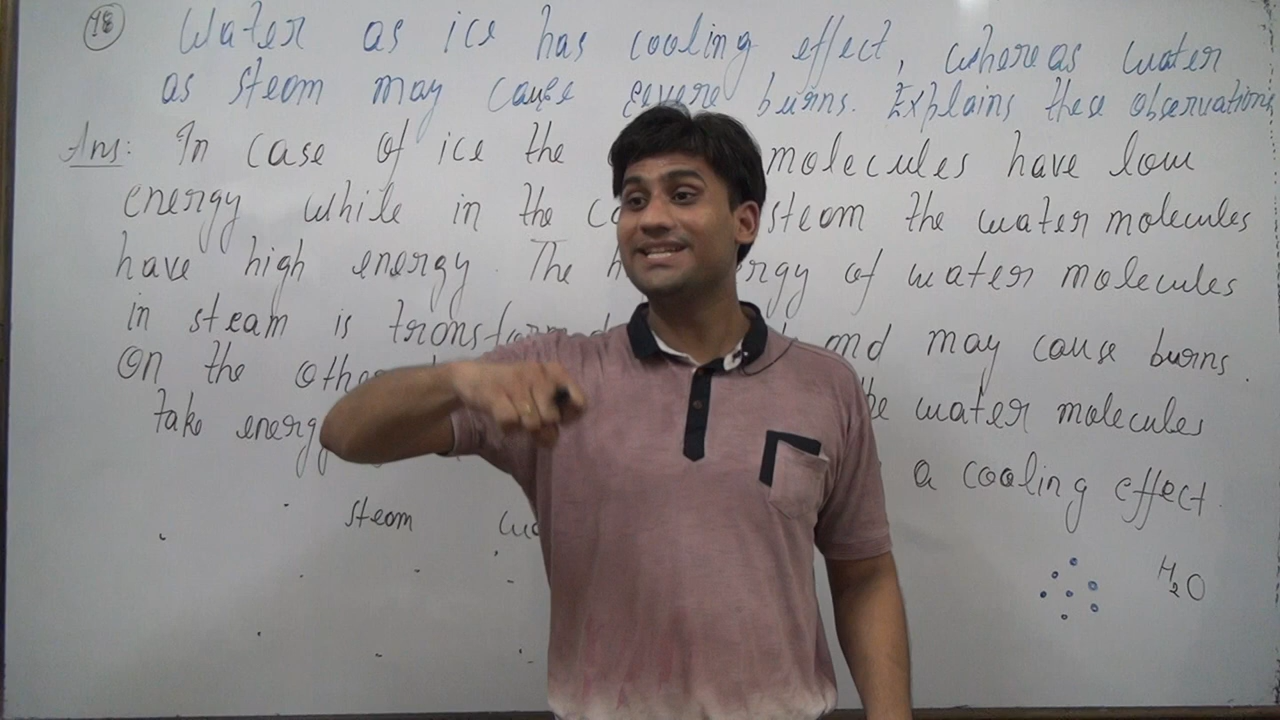 18 Water as ice has cooling effect, whereas water
as steam may cause severe burns. Explains these observations
Ans: In case of ice the molecules have low
energy while in the steam the water molecules
have high energy. The of water molecules
in steam is and may cause burns.
On the
take the water molecules
a cooling effect.
steam
H2O